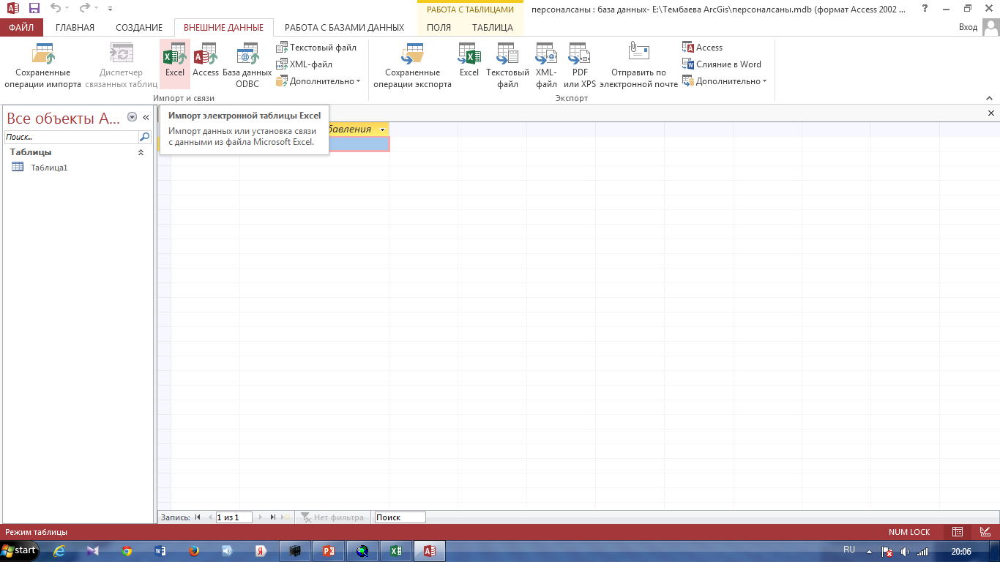 РАБОТА С ТАБЛИЦАМИ
персоналсаны : база данных- E:\Тембаева ArcGis\персоналсаны.mdb (формат Access 2002 ...
ФАЙЛ ГЛАВНАЯ СОЗДАНИЕ ВНЕШНИЕ ДАННЫЕ РАБОТА С БАЗАМИ ДАННЫХ ПОЛЯ ТАБЛИЦА Вход
Сохраненные операции импорта
Диспетчер связанных таблиц
Excel
Access
База данных ODBC
Текстовый файл
XML-файл
Дополнительно
Импорт и связи
Сохраненные операции экспорта
Excel
Текстовый файл
XML-файл
PDF или XPS
Отправить по электронной почте
Access
Слияние в Word
Дополнительно
Экспорт
Все объекты A...
Поиск...
Таблицы
Таблица1
Импорт электронной таблицы Excel
Импорт данных или установка связи
с данными из файла Microsoft Excel.
бавления
Запись: 1 из 1 Нет фильтра Поиск
Режим таблицы NUM LOCK
start RU 20:06